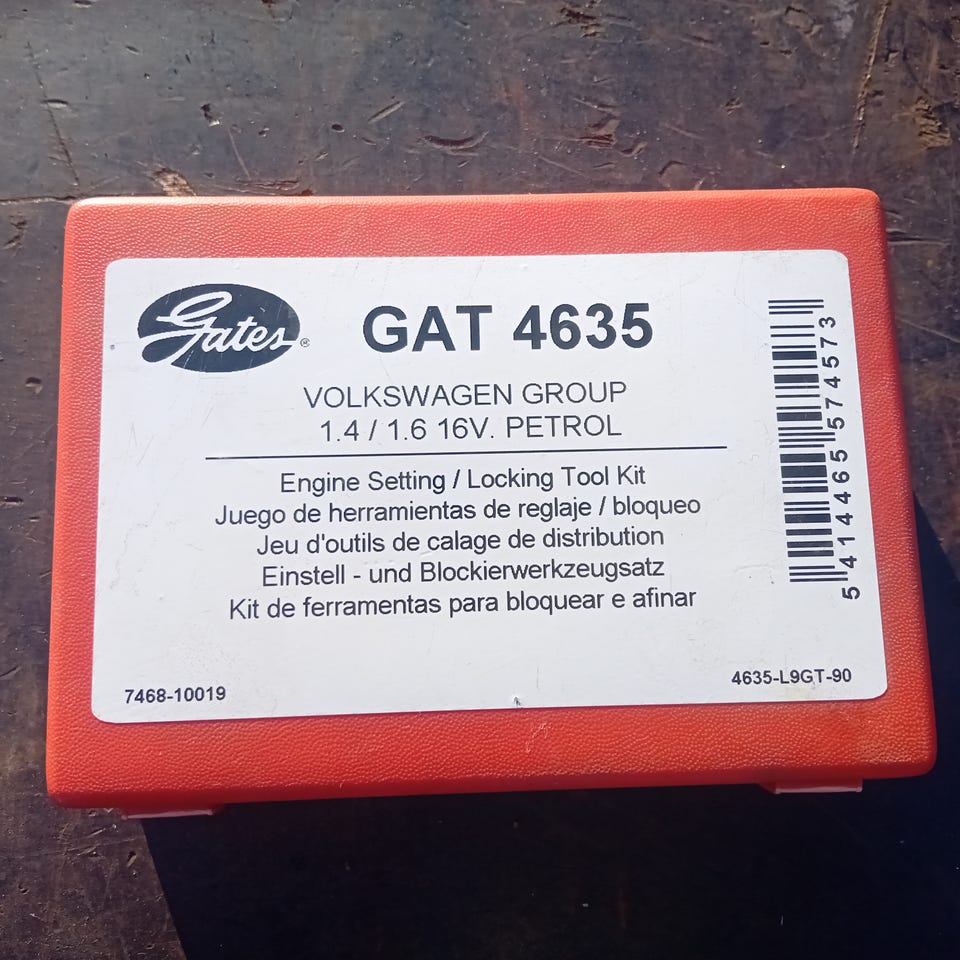 Gates®
GAT 4635
VOLKSWAGEN GROUP
1.4 / 1.6 16V. PETROL
Engine Setting / Locking Tool Kit
Juego de herramientas de reglaje / bloqueo
Jeu d'outils de calage de distribution
Einstell - und Blockierwerkzeugsatz
Kit de ferramentas para bloquear e afinar
7468-10019
4635-L9GT-90
5 414465 574573